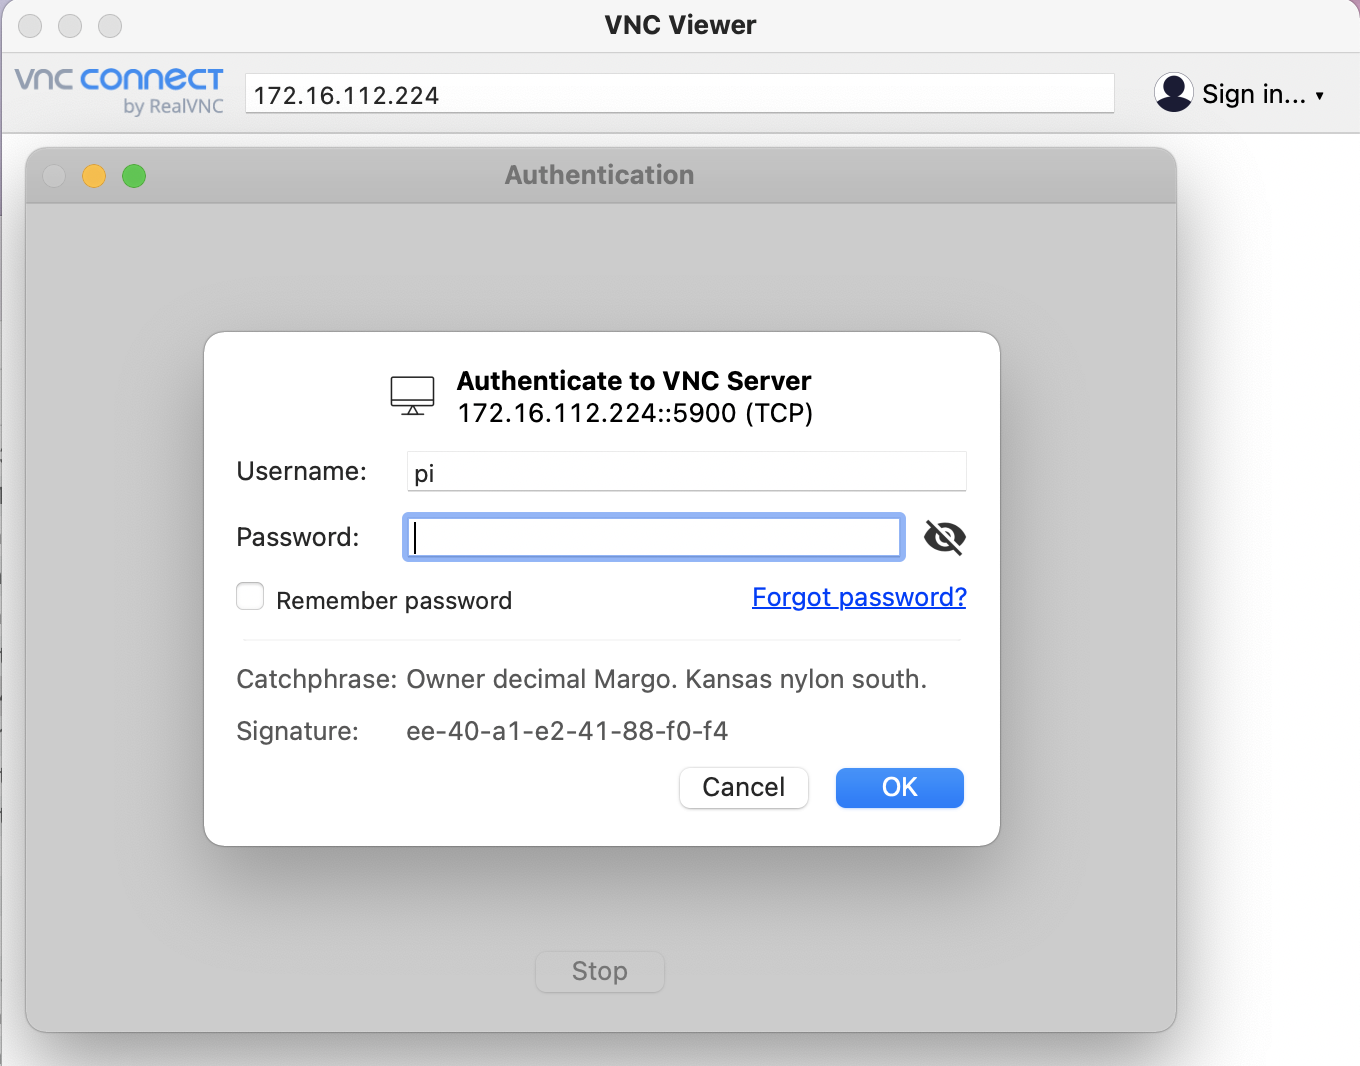 VNC Viewer
vnc connect
by RealVNC
172.16.112.224
Sign in...
Authentication
Authenticate to VNC Server
172.16.112.224::5900 (TCP)
Username: pi
Password:
Remember password
Forgot password?
Catchphrase: Owner decimal Margo. Kansas nylon south.
Signature: ee-40-a1-e2-41-88-f0-f4
Cancel
OK
Stop